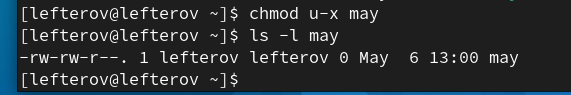 [lefterov@lefterov ~]$ chmod u-x may
[lefterov@lefterov ~]$ ls -l may
-rw-rw-r--. 1 lefterov lefterov 0 May  6 13:00 may
[lefterov@lefterov ~]$